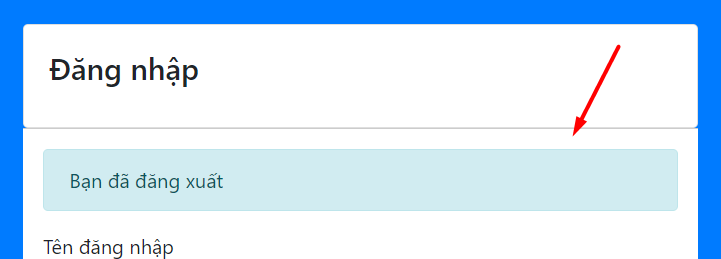 Đăng nhập
Bạn đã đăng xuất
Tên đăng nhập